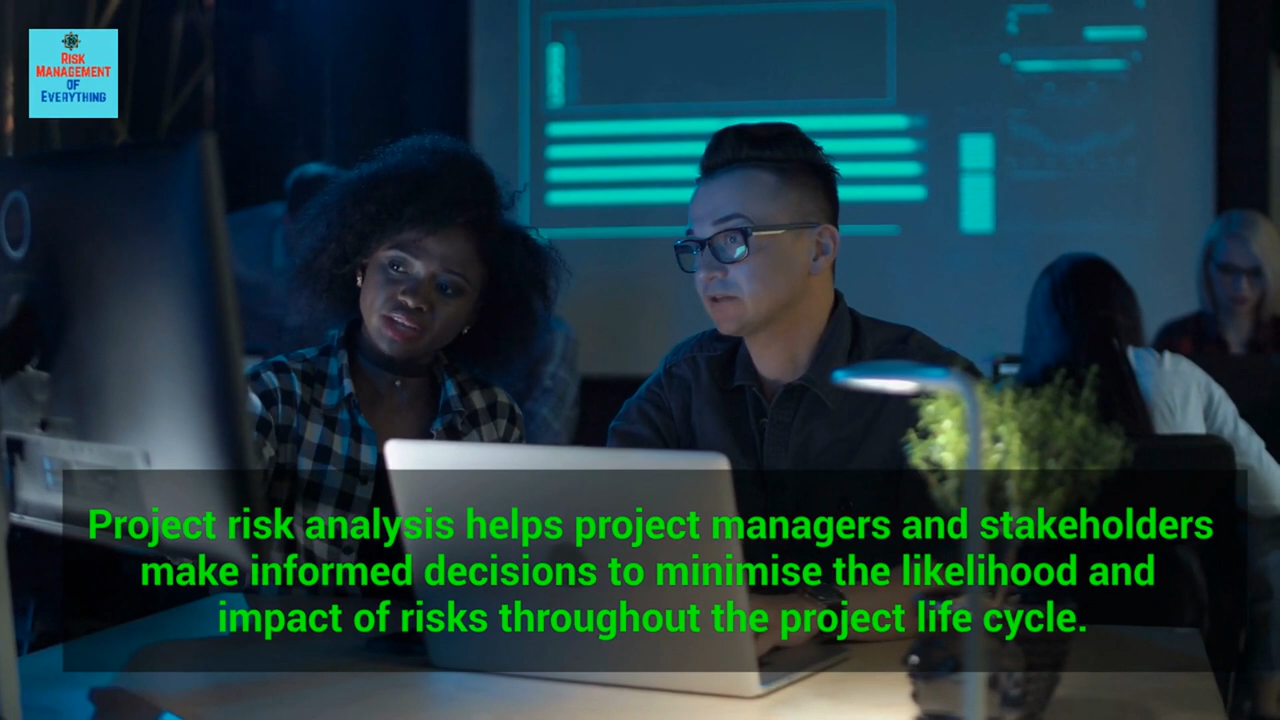 RISK
MANAGEMENT
OF
EVERYTHING
Project risk analysis helps project managers and stakeholders
make informed decisions to minimise the likelihood and
impact of risks throughout the project life cycle.